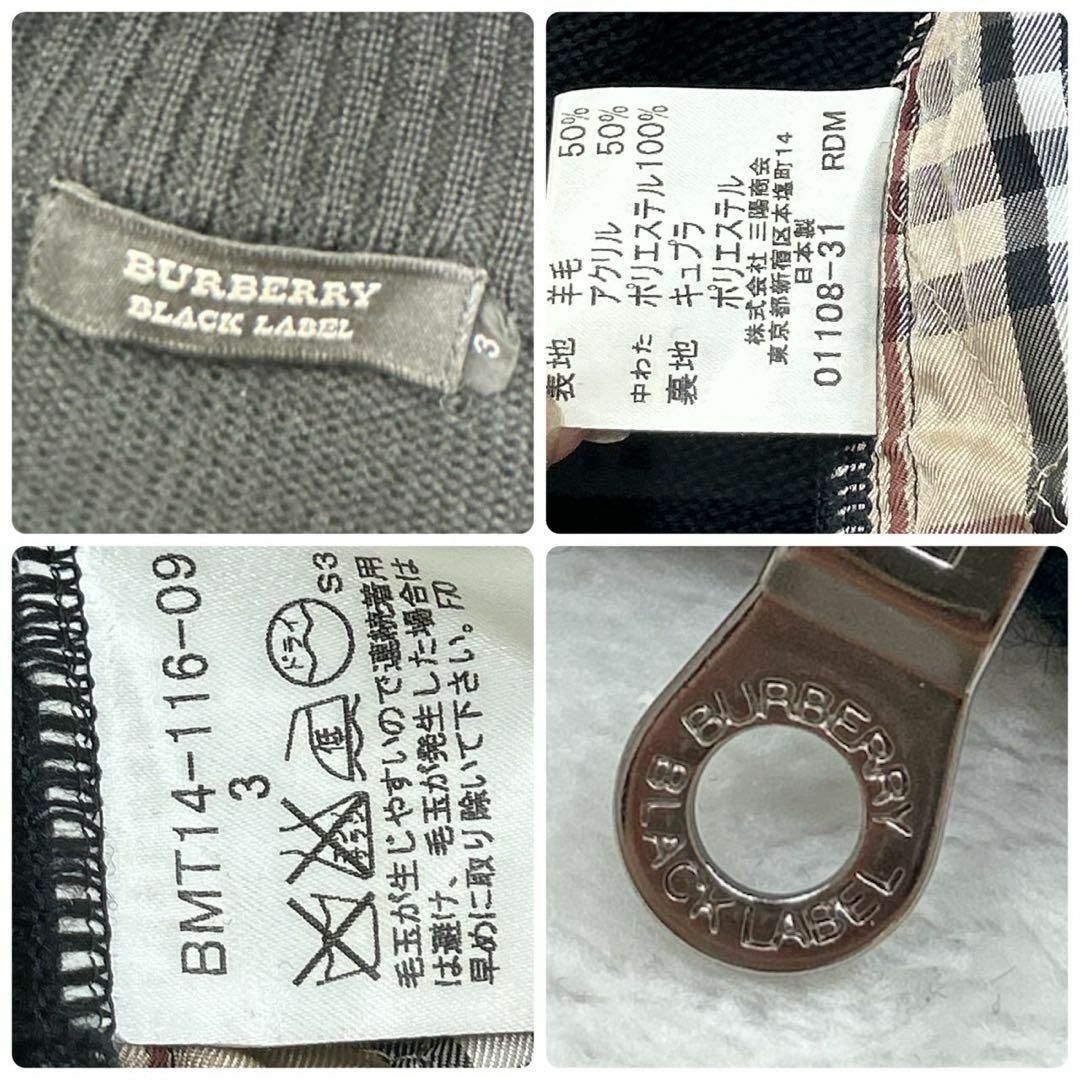 BURBERRY
BLACK LABEL
3
表地 羊毛 50%
アクリル 50%
中わた ポリエステル100%
裏地 キュプラ
ポリエステル
株式会社 三陽商会
東京都新宿区本塩町14
日本製
01108-31 RDM
BMT14-116-09
3
ドライ
S3
低
毛玉が生じやすいので連続着用
は避け、毛玉が発生した場合は
早めに取り除いて下さい。FD
BURBERRY
BLACK LABEL